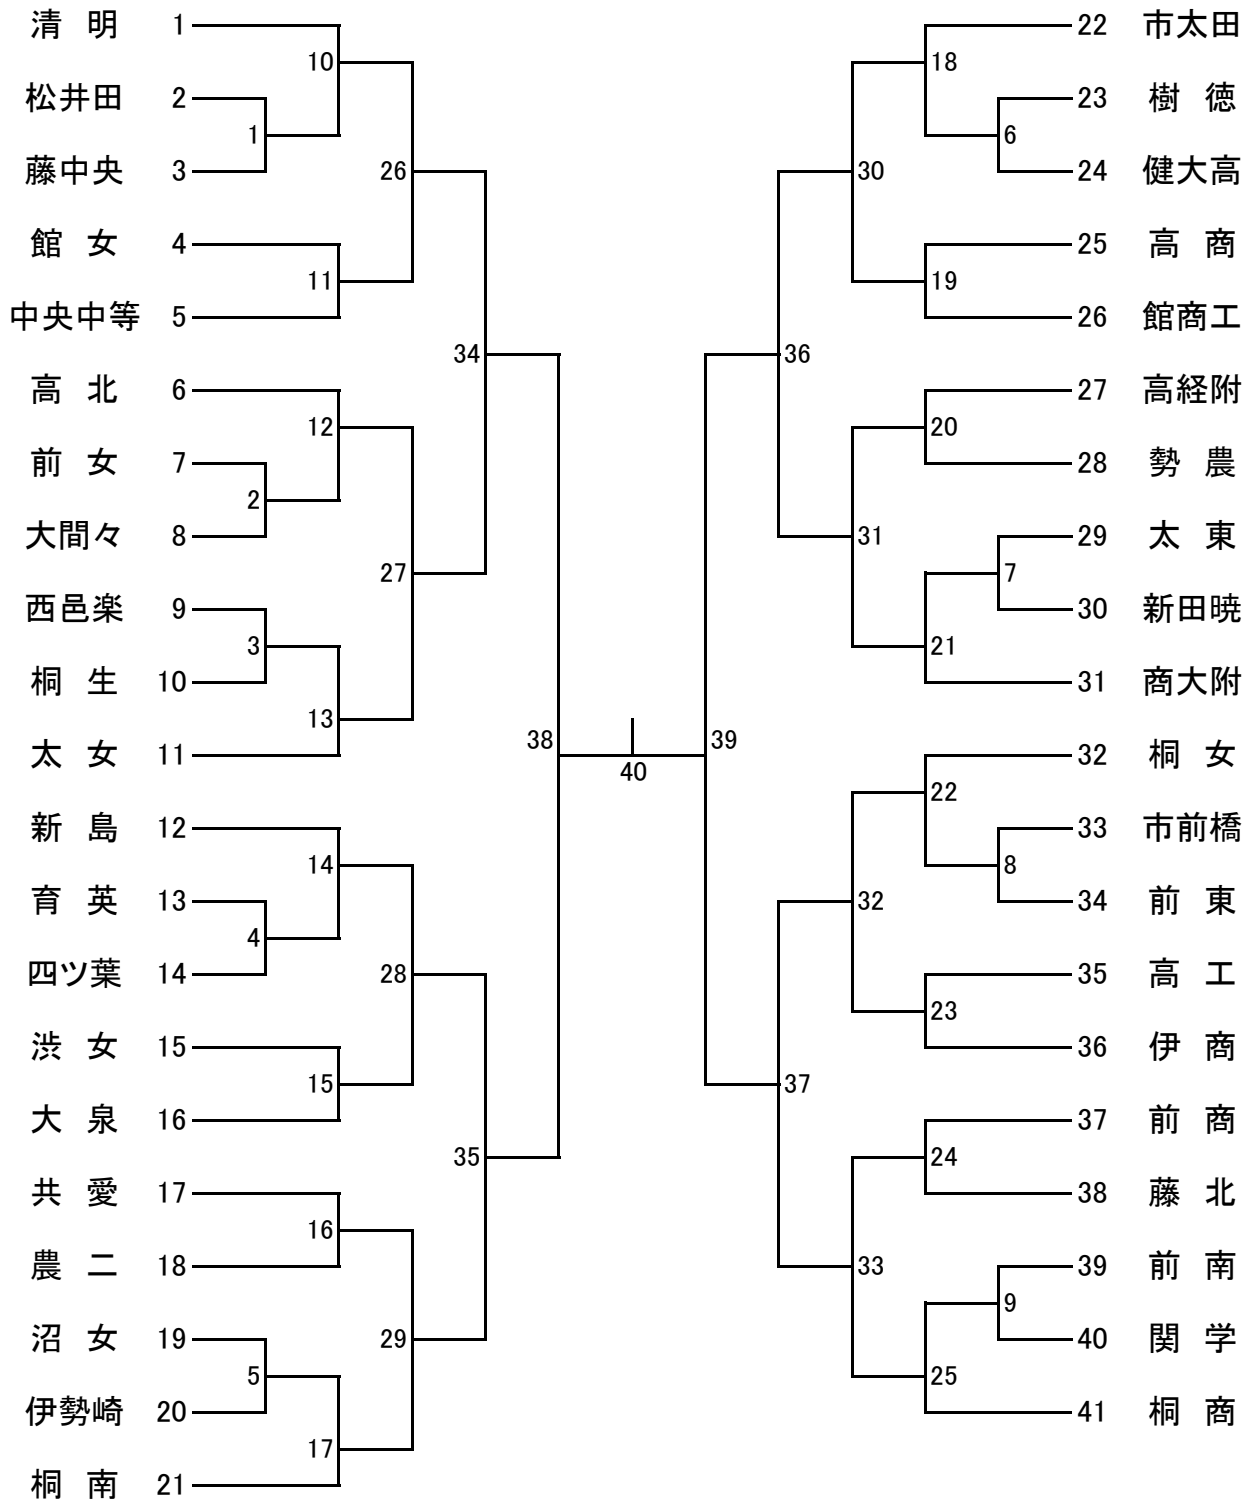 清 明 1
松井田 2
藤中央 3
館 女 4
中央中等 5
高 北 6
前 女 7
大間々 8
西邑楽 9
桐 生 10
太 女 11
新 島 12
育 英 13
四ツ葉 14
渋 女 15
大 泉 16
共 愛 17
農 二 18
沼 女 19
伊勢崎 20
桐 南 21
1
2
3
4
5
10
11
12
13
14
15
16
17
26
27
28
29
34
35
38
40
39
36
37
30
31
32
33
18
19
20
21
22
23
24
25
6
7
8
9
22 市太田
23 樹 徳
24 健大高
25 高 商
26 館商工
27 高経附
28 勢 農
29 太 東
30 新田暁
31 商大附
32 桐 女
33 市前橋
34 前 東
35 高 工
36 伊 商
37 前 商
38 藤 北
39 前 南
40 関 学
41 桐 商